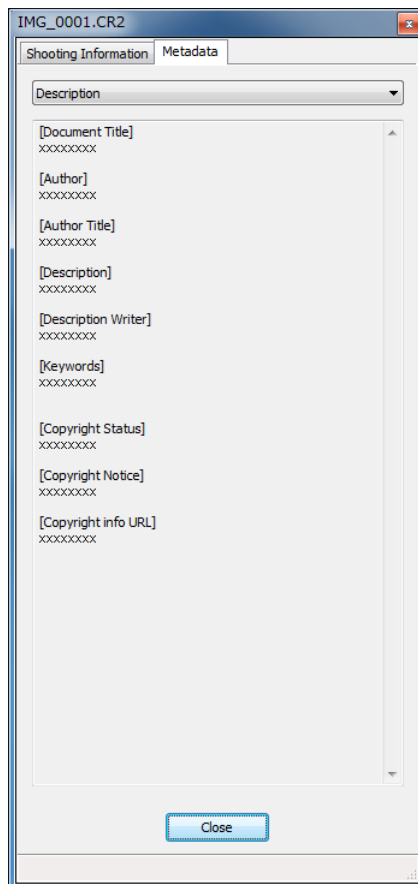 IMG_0001.CR2
x
Shooting Information Metadata
Description
[Document Title]
xxxxxxxx
[Author]
xxxxxxxx
[Author Title]
xxxxxxxx
[Description]
xxxxxxxx
[Description Writer]
xxxxxxxx
[Keywords]
xxxxxxxx
[Copyright Status]
xxxxxxxx
[Copyright Notice]
xxxxxxxx
[Copyright info URL]
xxxxxxxx
Close